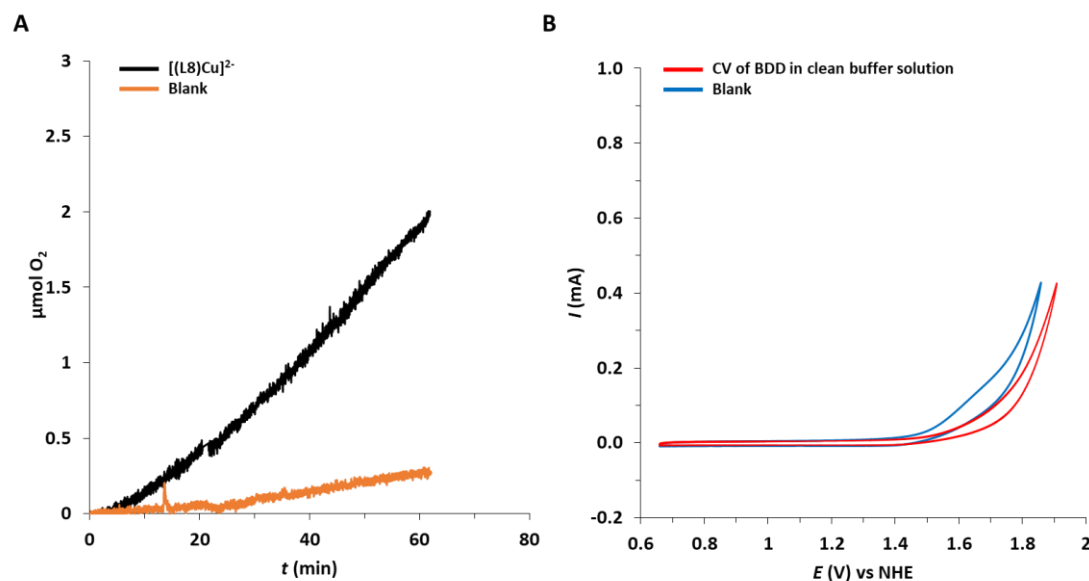 A
[(L8)Cu]²⁻
Blank
3
2.5
2
1.5
1
0.5
0
µmol O₂
0
20
40
60
80
t (min)
B
CV of BDD in clean buffer solution
Blank
1.0
0.8
0.6
0.4
0.2
0.0
-0.2
I (mA)
0.6
0.8
1
1.2
1.4
1.6
1.8
2
E (V) vs NHE